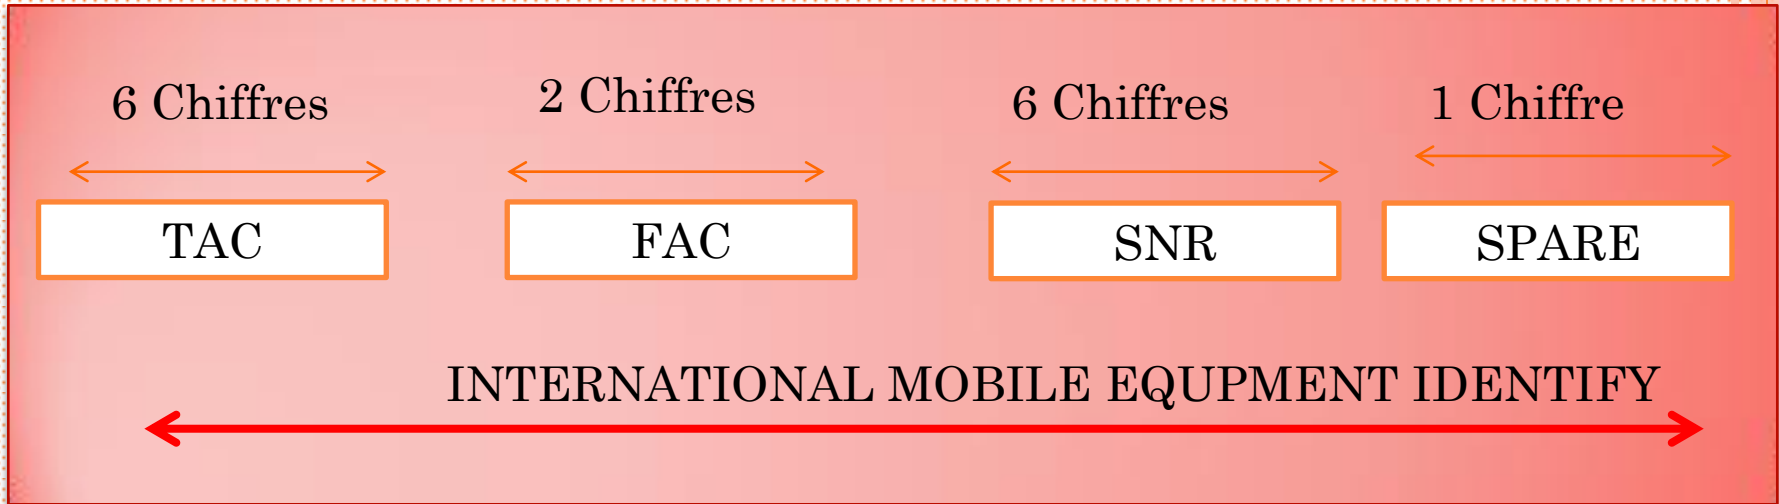 6 Chiffres 2 Chiffres 6 Chiffres 1 Chiffre
TAC FAC SNR SPARE
INTERNATIONAL MOBILE EQUPMENT IDENTIFY